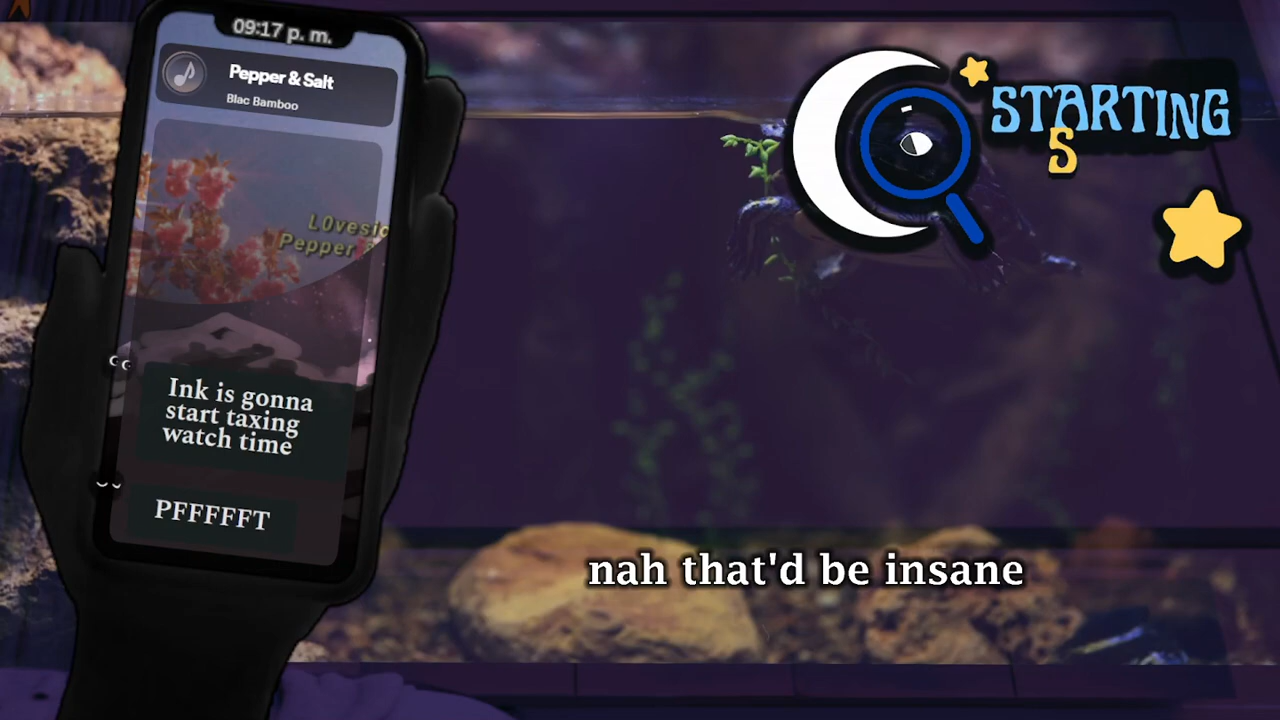 09:17 p. m.
Pepper & Salt
Blac Bamboo
L0vesic
Pepper
Ink is gonna
start taxing
watch time
PFFFFFT
STARTING
S
nah that'd be insane